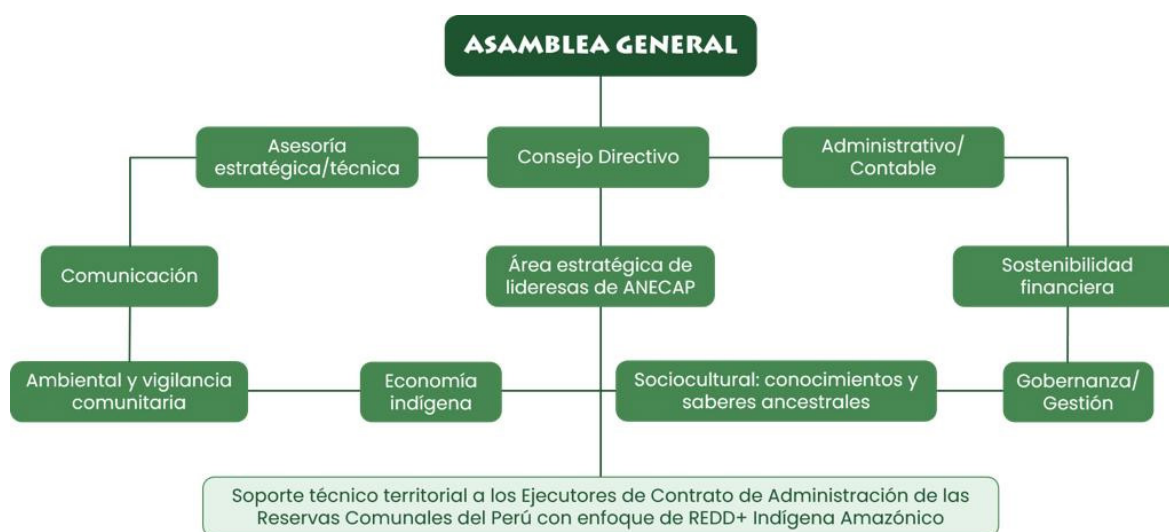 ASAMBLEA GENERAL
Asesoría
estratégica/técnica
Consejo Directivo
Administrativo/
Contable
Comunicación
Área estratégica de
lideresas de ANECAP
Sostenibilidad
financiera
Ambiental y vigilancia
comunitaria
Economía
indígena
Sociocultural: conocimientos y
saberes ancestrales
Gobernanza/
Gestión
Soporte técnico territorial a los Ejecutores de Contrato de Administración de las
Reservas Comunales del Perú con enfoque de REDD+ Indígena Amazónico